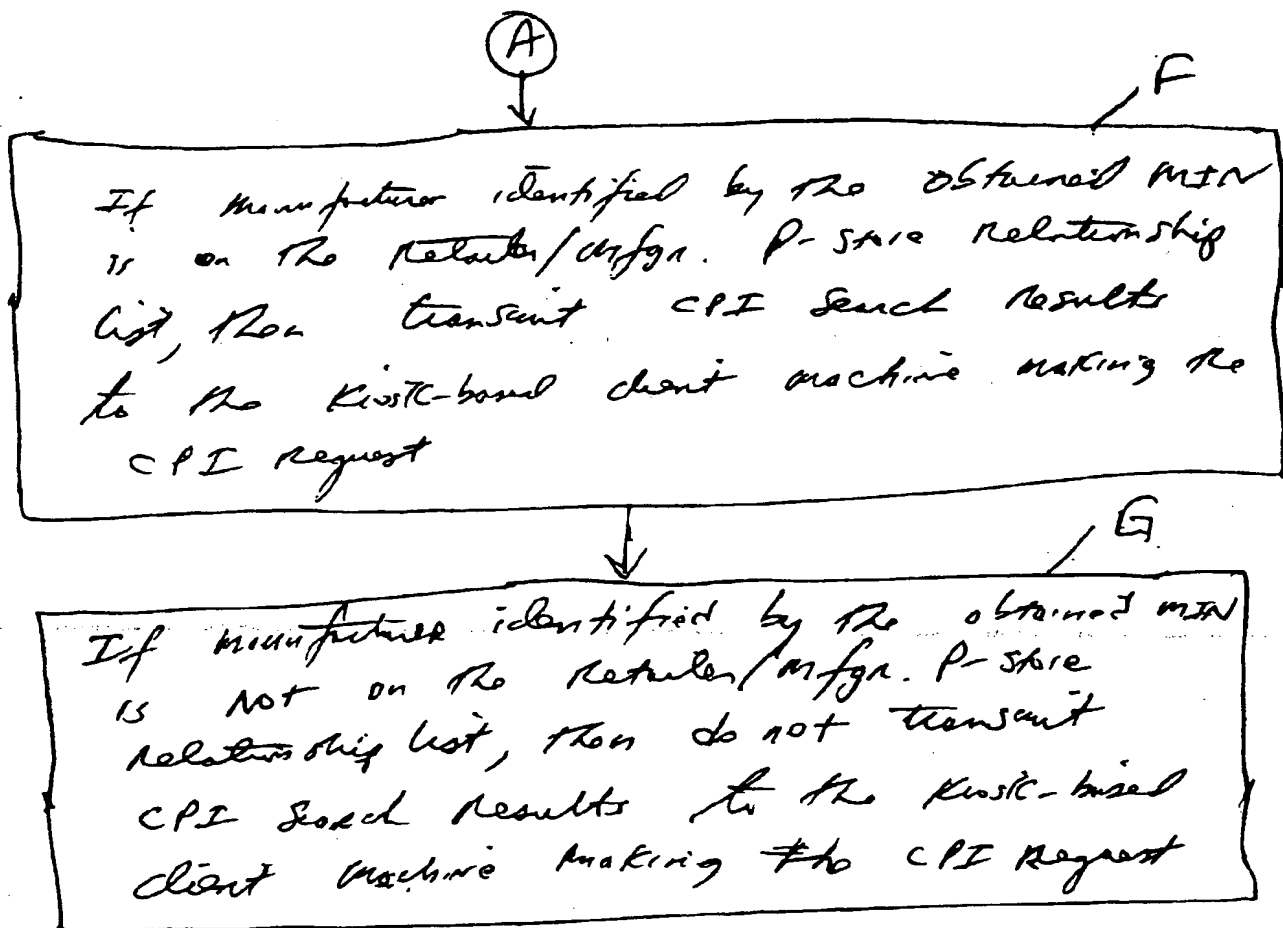 A
F
If manufacturer identified by the obtained MIN
is on the Retailer/Mfgr. P-Store Relationship
list, then transmit CPI Search Results
to the Kiosk-based client machine making the
CPI Request
G
If manufacturer identified by the obtained MIN
is Not on the Retailer/Mfgr. P-Store
Relationship list, then do not transmit
CPI Search Results to the Kiosk-based
client machine making the CPI Request